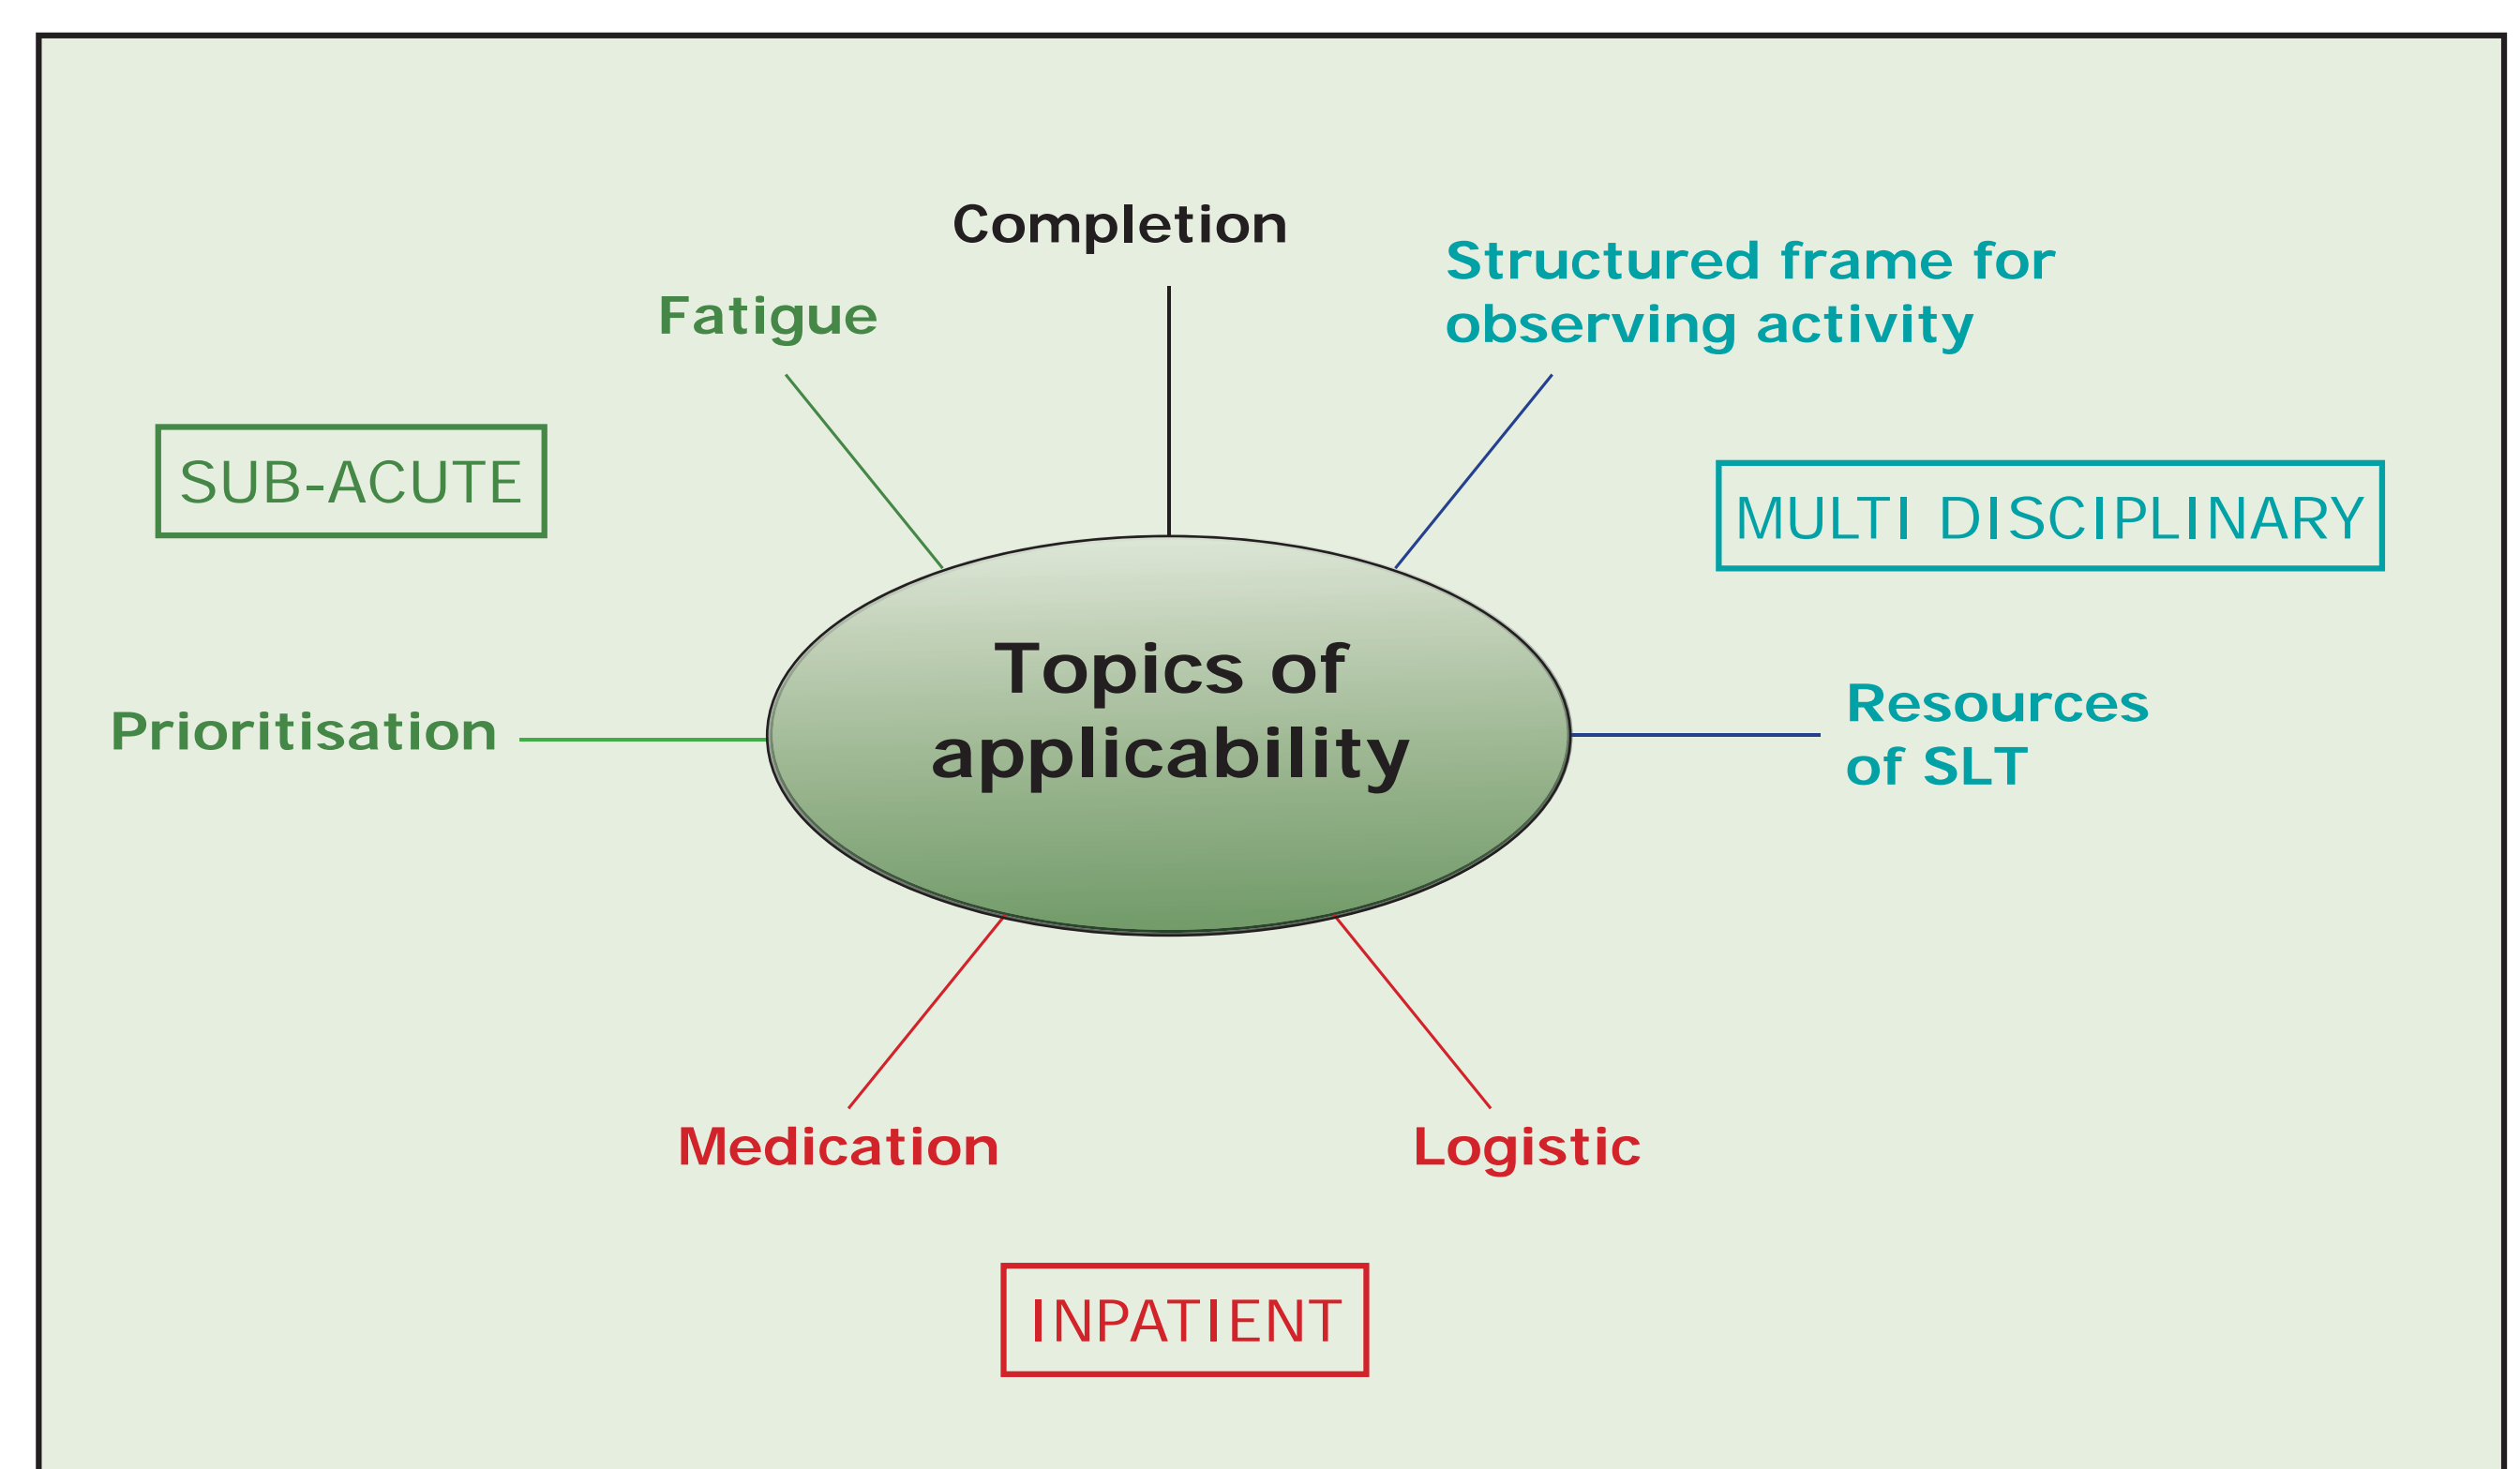 Completion
Structured frame for
observing activity
Fatigue
SUB-ACUTE
MULTI DISCIPLINARY
Topics of
applicability
Resources
of SLT
Prioritisation
Medication
Logistic
INPATIENT